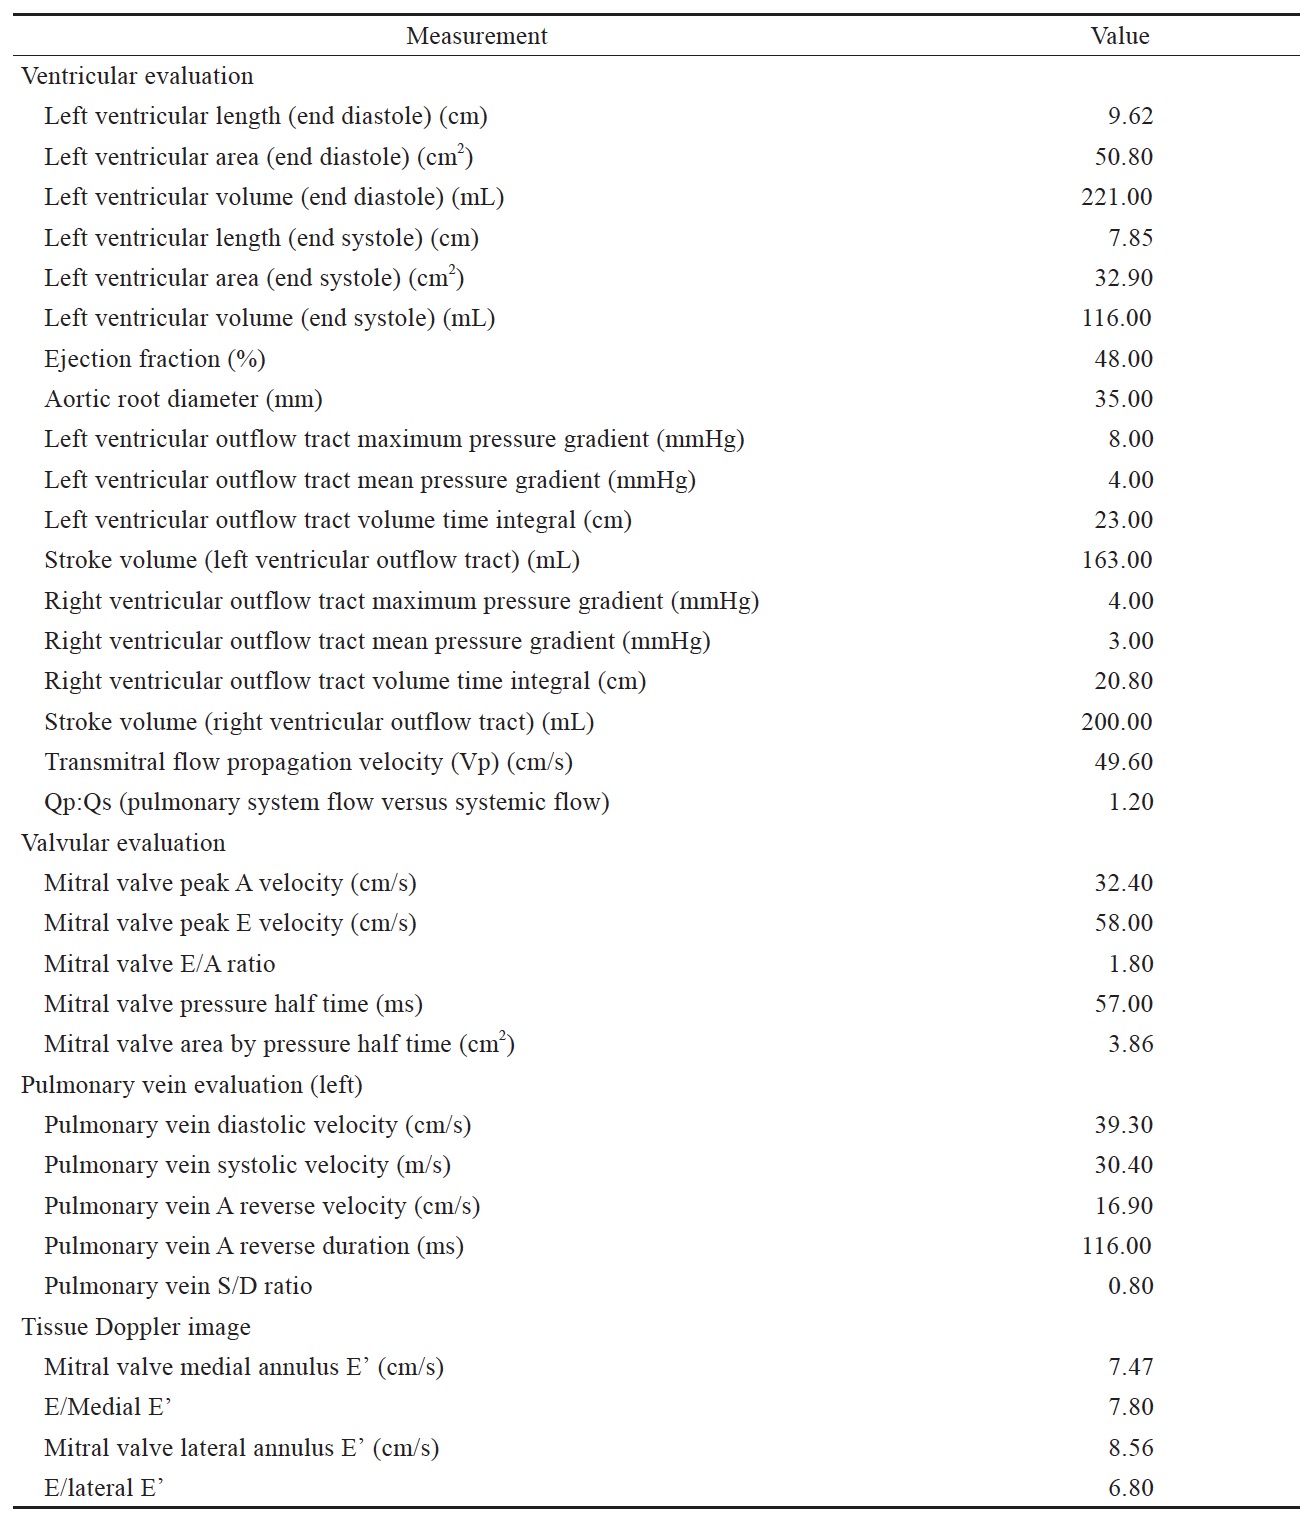 Measurement Value
Ventricular evaluation
Left ventricular length (end diastole) (cm) 9.62
Left ventricular area (end diastole) (cm²) 50.80
Left ventricular volume (end diastole) (mL) 221.00
Left ventricular length (end systole) (cm) 7.85
Left ventricular area (end systole) (cm²) 32.90
Left ventricular volume (end systole) (mL) 116.00
Ejection fraction (%) 48.00
Aortic root diameter (mm) 35.00
Left ventricular outflow tract maximum pressure gradient (mmHg) 8.00
Left ventricular outflow tract mean pressure gradient (mmHg) 4.00
Left ventricular outflow tract volume time integral (cm) 23.00
Stroke volume (left ventricular outflow tract) (mL) 163.00
Right ventricular outflow tract maximum pressure gradient (mmHg) 4.00
Right ventricular outflow tract mean pressure gradient (mmHg) 3.00
Right ventricular outflow tract volume time integral (cm) 20.80
Stroke volume (right ventricular outflow tract) (mL) 200.00
Transmitral flow propagation velocity (Vp) (cm/s) 49.60
Qp:Qs (pulmonary system flow versus systemic flow) 1.20
Valvular evaluation
Mitral valve peak A velocity (cm/s) 32.40
Mitral valve peak E velocity (cm/s) 58.00
Mitral valve E/A ratio 1.80
Mitral valve pressure half time (ms) 57.00
Mitral valve area by pressure half time (cm²) 3.86
Pulmonary vein evaluation (left)
Pulmonary vein diastolic velocity (cm/s) 39.30
Pulmonary vein systolic velocity (m/s) 30.40
Pulmonary vein A reverse velocity (cm/s) 16.90
Pulmonary vein A reverse duration (ms) 116.00
Pulmonary vein S/D ratio 0.80
Tissue Doppler image
Mitral valve medial annulus E’ (cm/s) 7.47
E/Medial E’ 7.80
Mitral valve lateral annulus E’ (cm/s) 8.56
E/lateral E’ 6.80